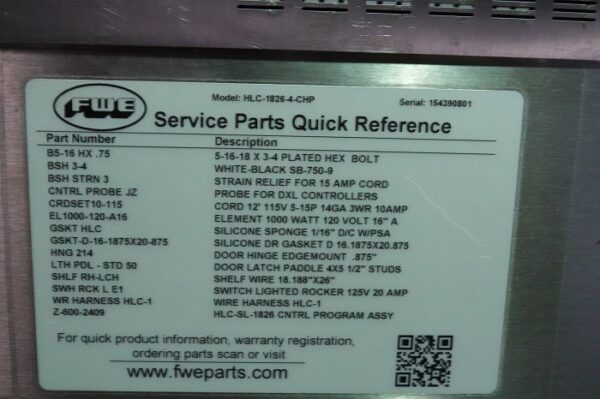 FWE
Model: HLC-1826-4-CHP Serial: 154390801
Service Parts Quick Reference
Part Number Description
B5-16 HX .75 5-16-18 X 3-4 PLATED HEX BOLT
BSH 3-4 WHITE-BLACK SB-750-9
BSH STRN 3 STRAIN RELIEF FOR 15 AMP CORD
CNTRL PROBE JZ PROBE FOR DXL CONTROLLERS
CRDSET10-115 CORD 12' 115V 5-15P 14GA 3WR 10AMP
EL1000-120-A16 ELEMENT 1000 WATT 120 VOLT 16" A
GSKT HLC SILICONE SPONGE 1/16" D/C W/PSA
GSKT-D-16-1875X20-875 SILICONE DR GASKET D 16.1875X20.875
HNG 214 DOOR HINGE EDGEMOUNT .875"
LTH PDL - STD 50 DOOR LATCH PADDLE 4X5 1/2" STUDS
SHLF RH-LCH SHELF WIRE 18.188"X26"
SWH RCK L E1 SWITCH LIGHTED ROCKER 125V 20 AMP
WR HARNESS HLC-1 WIRE HARNESS HLC-1
Z-600-2409 HLC-SL-1826 CNTRL PROGRAM ASSY
For quick product information, warranty registration,
ordering parts scan or visit
www.fweparts.com